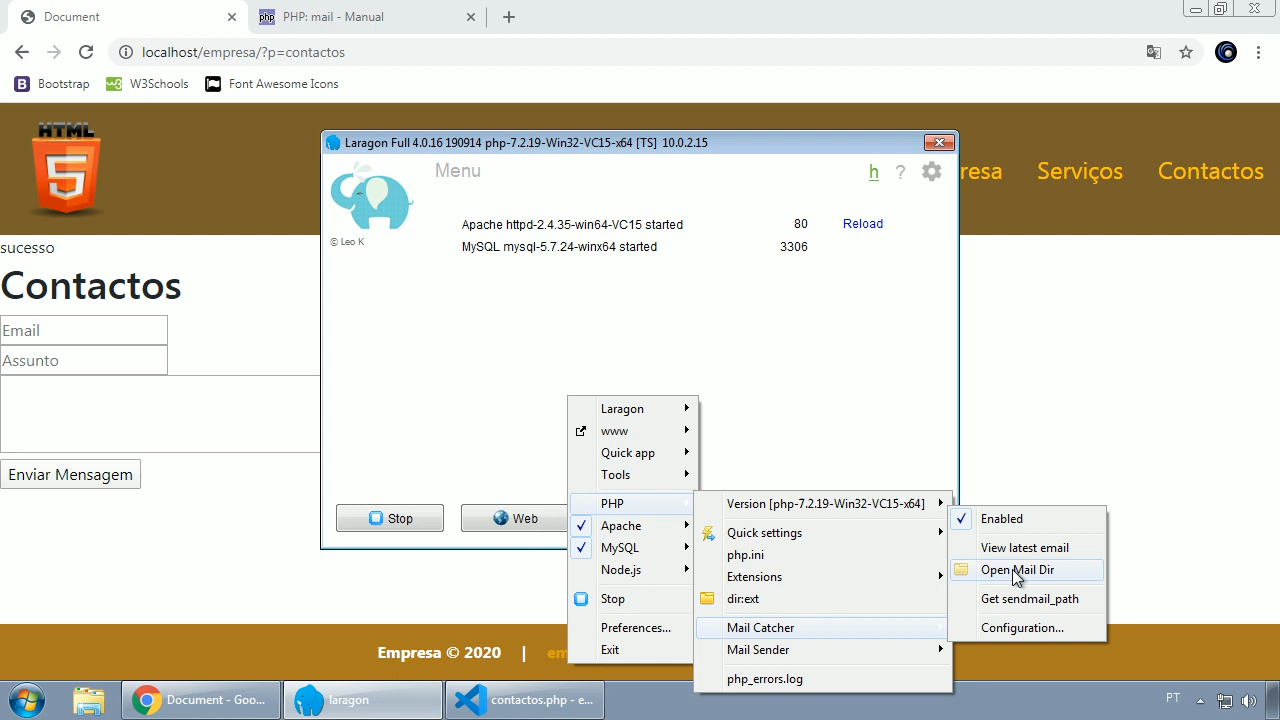 Document
php PHP: mail - Manual
localhost/empresa/?p=contactos
Bootstrap
W3Schools
Font Awesome Icons
HTML
5
resa
Serviços
Contactos
sucesso
Contactos
Email
Assunto
Enviar Mensagem
Laragon Full 4.0.16 190914 php-7.2.19-Win32-VC15-x64 [TS] 10.0.2.15
Menu
h ?
© Leo K
Apache httpd-2.4.35-win64-VC15 started 80 Reload
MySQL mysql-5.7.24-winx64 started 3306
Stop
Web
Laragon
www
Quick app
Tools
PHP
Apache
MySQL
Node.js
Stop
Preferences...
Exit
Version [php-7.2.19-Win32-VC15-x64]
Quick settings
php.ini
Extensions
dir:ext
Mail Catcher
Mail Sender
php_errors.log
Enabled
View latest email
Open Mail Dir
Get sendmail_path
Configuration...
Empresa © 2020 | em
Document - Goo...
laragon
contactos.php - e...
PT